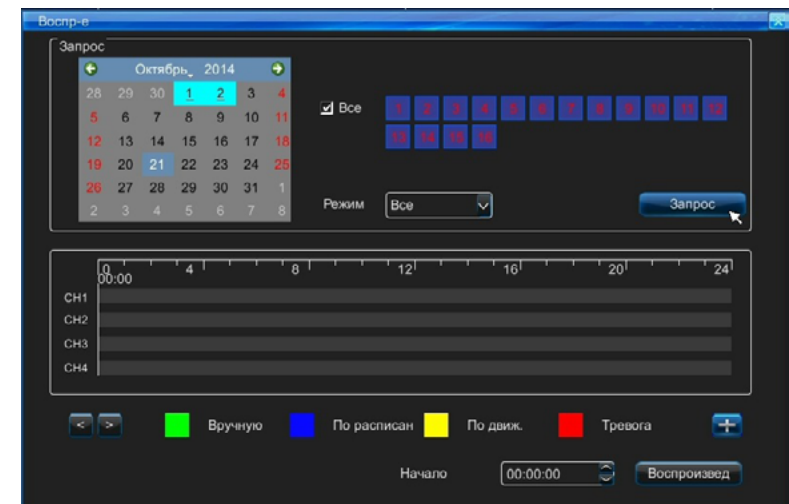 Воспр-е
Запрос
Октябрь 2014
28 29 30 1 2 3 4
5 6 7 8 9 10 11
12 13 14 15 16 17 18
19 20 21 22 23 24 25
26 27 28 29 30 31 1
2 3 4 5 6 7 8
Все 1 2 3 4 5 6 7 8 9 10 11 12
13 14 15 16
Режим Все Запрос
0 4 8 12 16 20 24
00:00
CH1
CH2
CH3
CH4
< > Вручную По расписан По движ. Тревога +
Начало 00:00:00 Воспроизвед